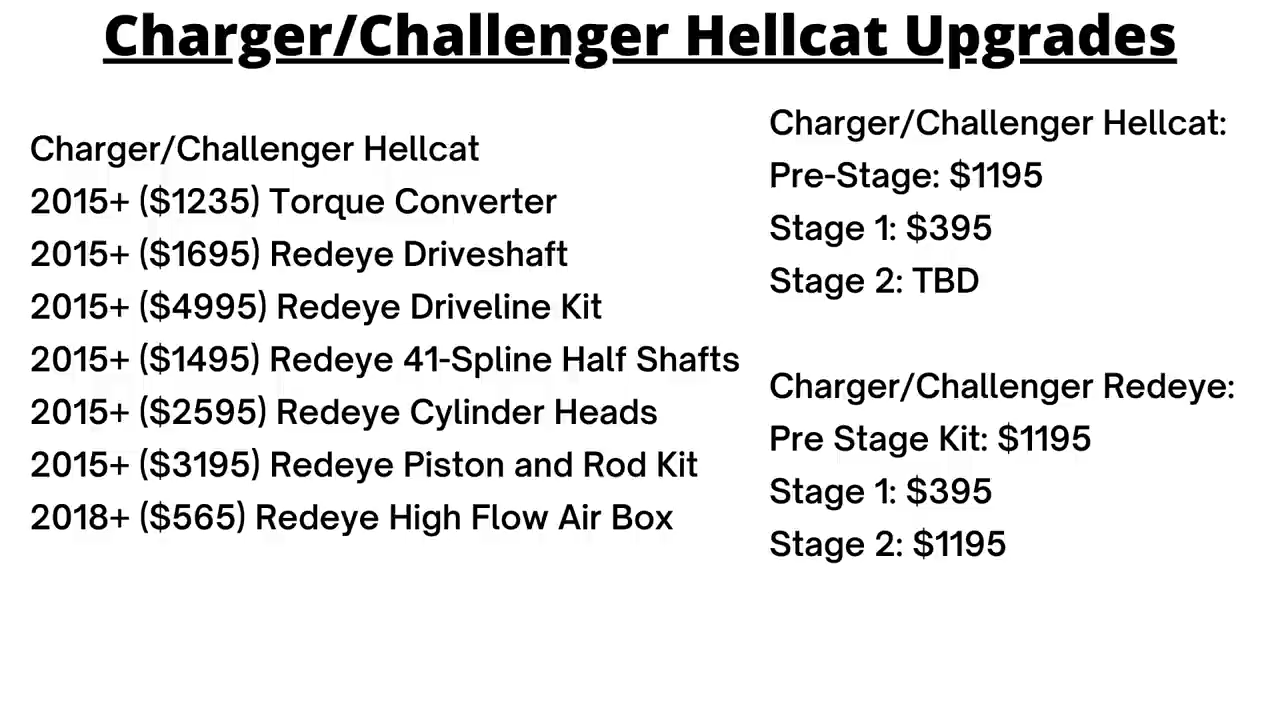 Charger/Challenger Hellcat Upgrades
Charger/Challenger Hellcat
2015+ ($1235) Torque Converter
2015+ ($1695) Redeye Driveshaft
2015+ ($4995) Redeye Driveline Kit
2015+ ($1495) Redeye 41-Spline Half Shafts
2015+ ($2595) Redeye Cylinder Heads
2015+ ($3195) Redeye Piston and Rod Kit
2018+ ($565) Redeye High Flow Air Box
Charger/Challenger Hellcat:
Pre-Stage: $1195
Stage 1: $395
Stage 2: TBD
Charger/Challenger Redeye:
Pre Stage Kit: $1195
Stage 1: $395
Stage 2: $1195